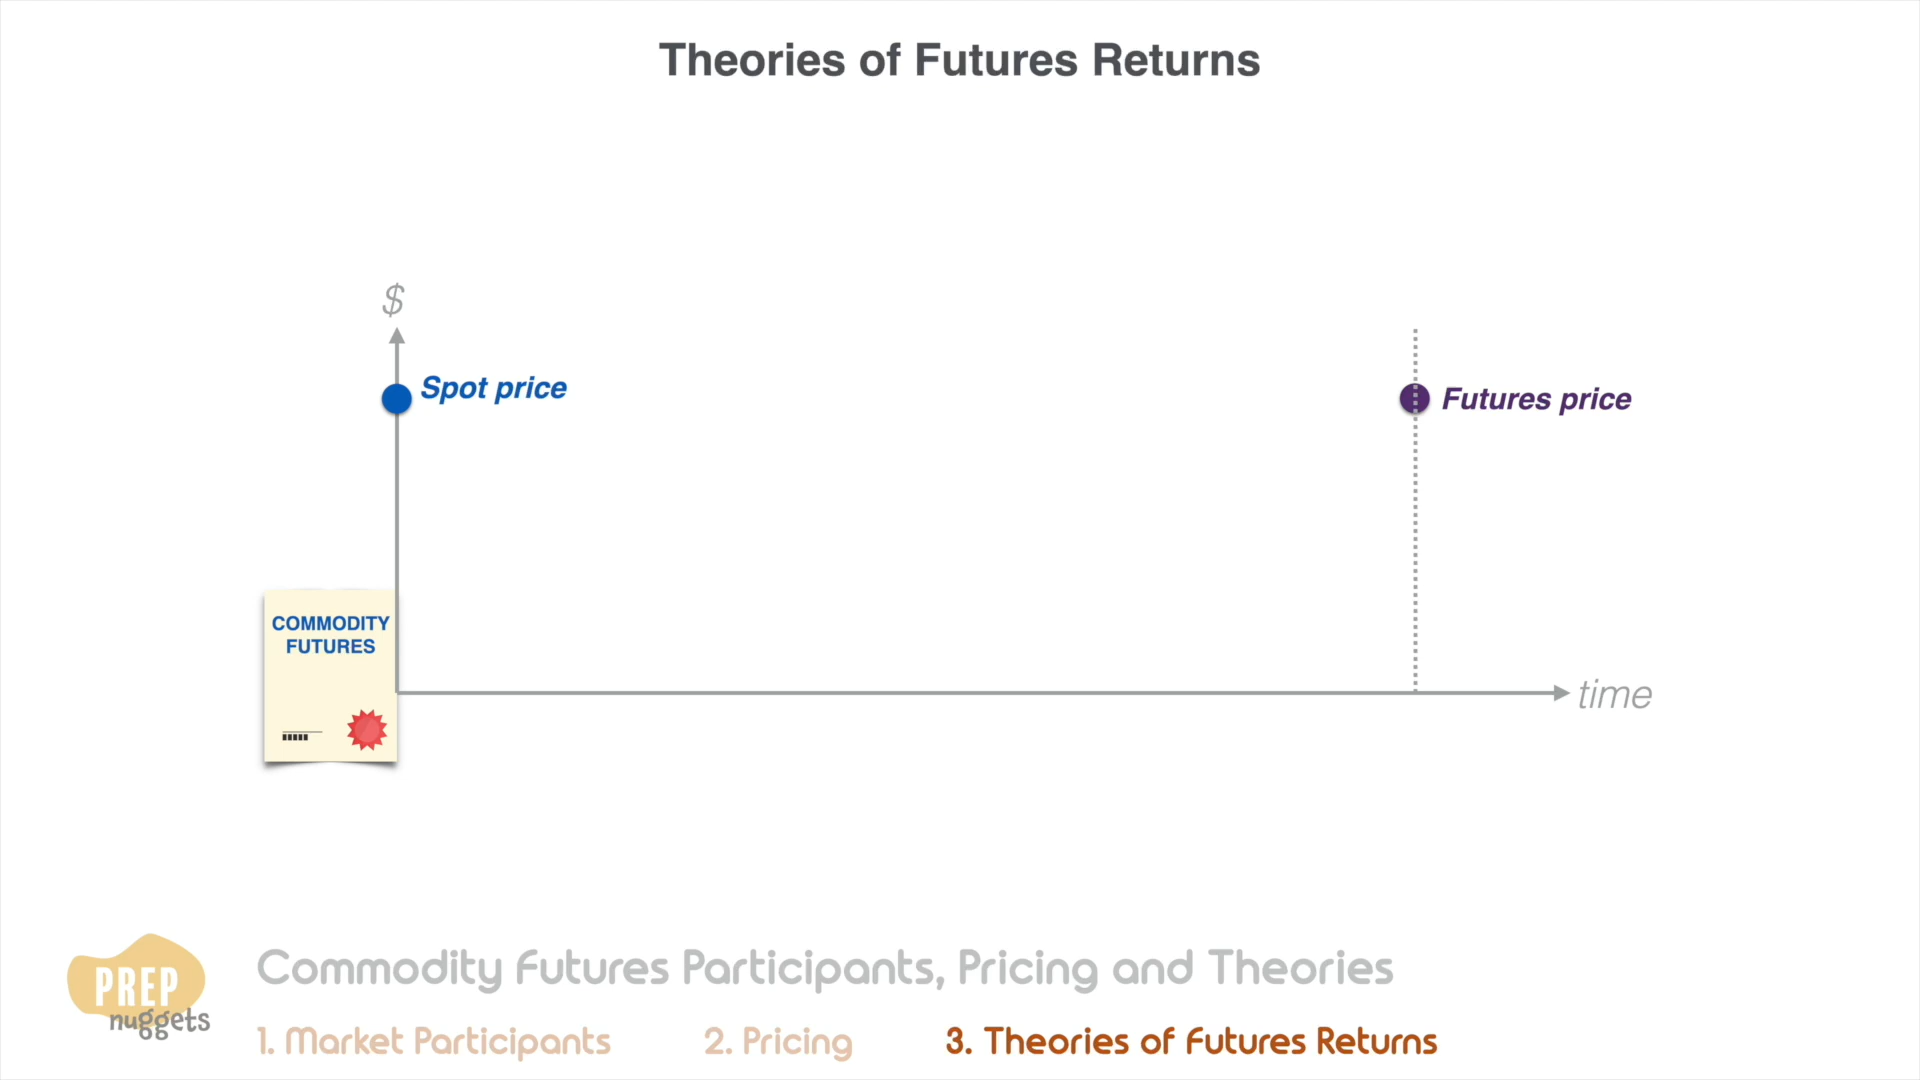 Theories of Futures Returns
$
Spot price
Futures price
COMMODITY
FUTURES
time
PREP
nuggets
Commodity Futures Participants, Pricing and Theories
1. Market Participants
2. Pricing
3. Theories of Futures Returns